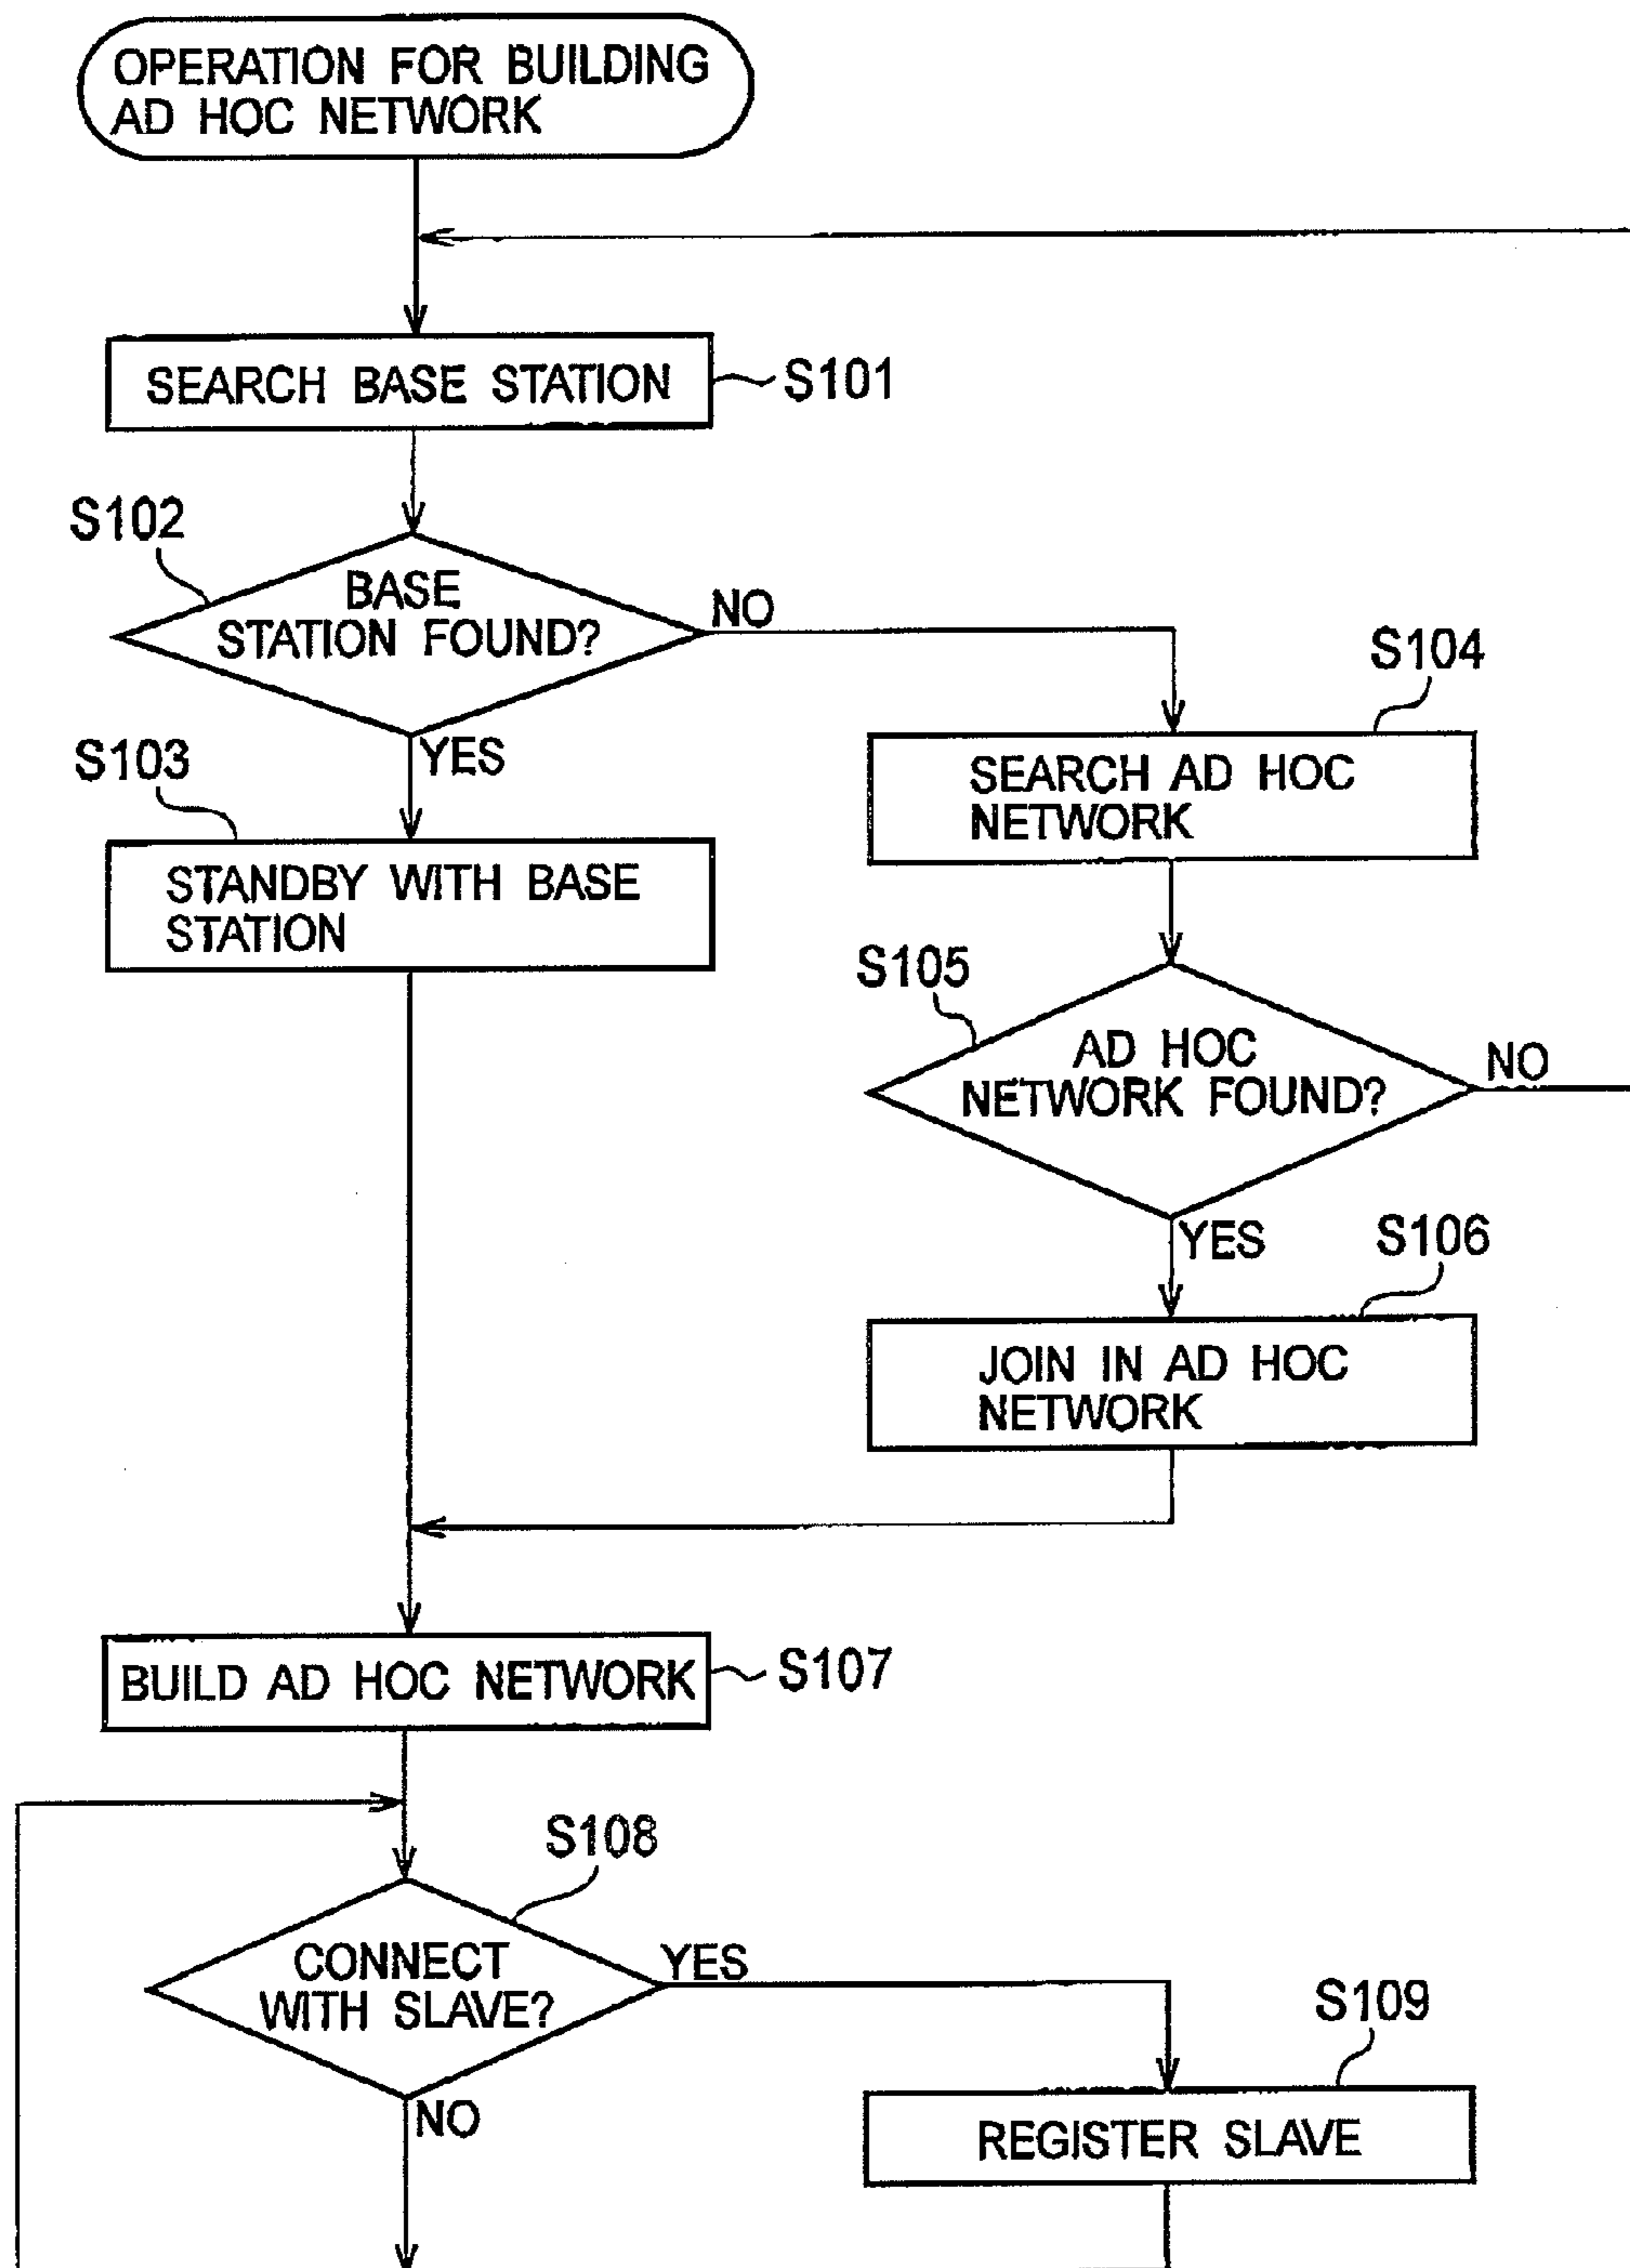 OPERATION FOR BUILDING
AD HOC NETWORK
SEARCH BASE STATION
S101
S102
BASE
STATION FOUND?
NO
YES
S103
STANDBY WITH BASE
STATION
S104
SEARCH AD HOC
NETWORK
S105
AD HOC
NETWORK FOUND?
NO
YES
S106
JOIN IN AD HOC
NETWORK
BUILD AD HOC NETWORK
S107
S108
CONNECT
WITH SLAVE?
YES
NO
S109
REGISTER SLAVE